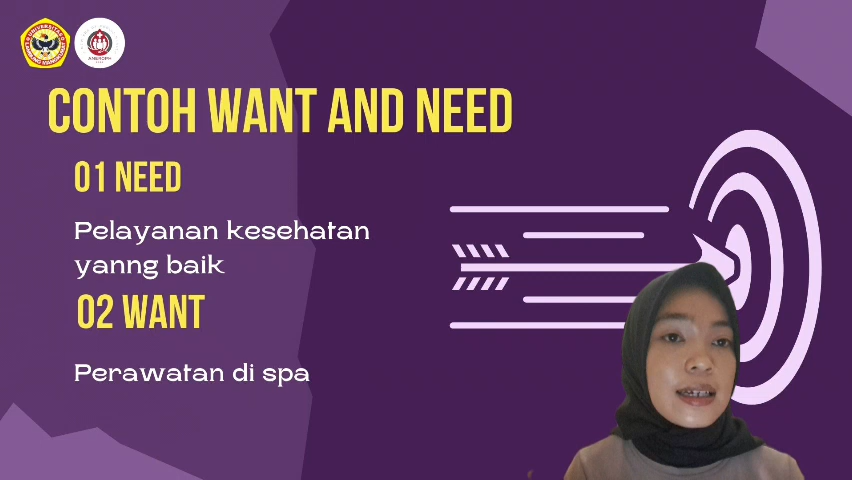 CONTOH WANT AND NEED
01 NEED
Pelayanan kesehatan
yanng baik
02 WANT
Perawatan di spa